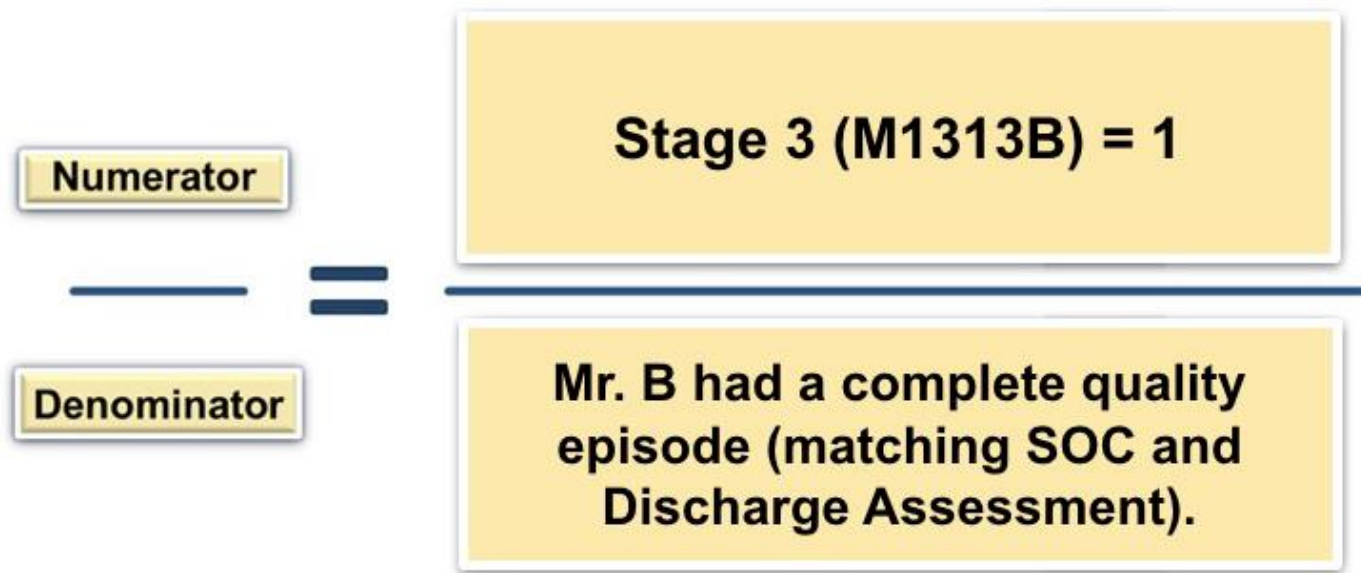 Numerator
Stage 3 (M1313B) = 1
=
Denominator
Mr. B had a complete quality
episode (matching SOC and
Discharge Assessment).